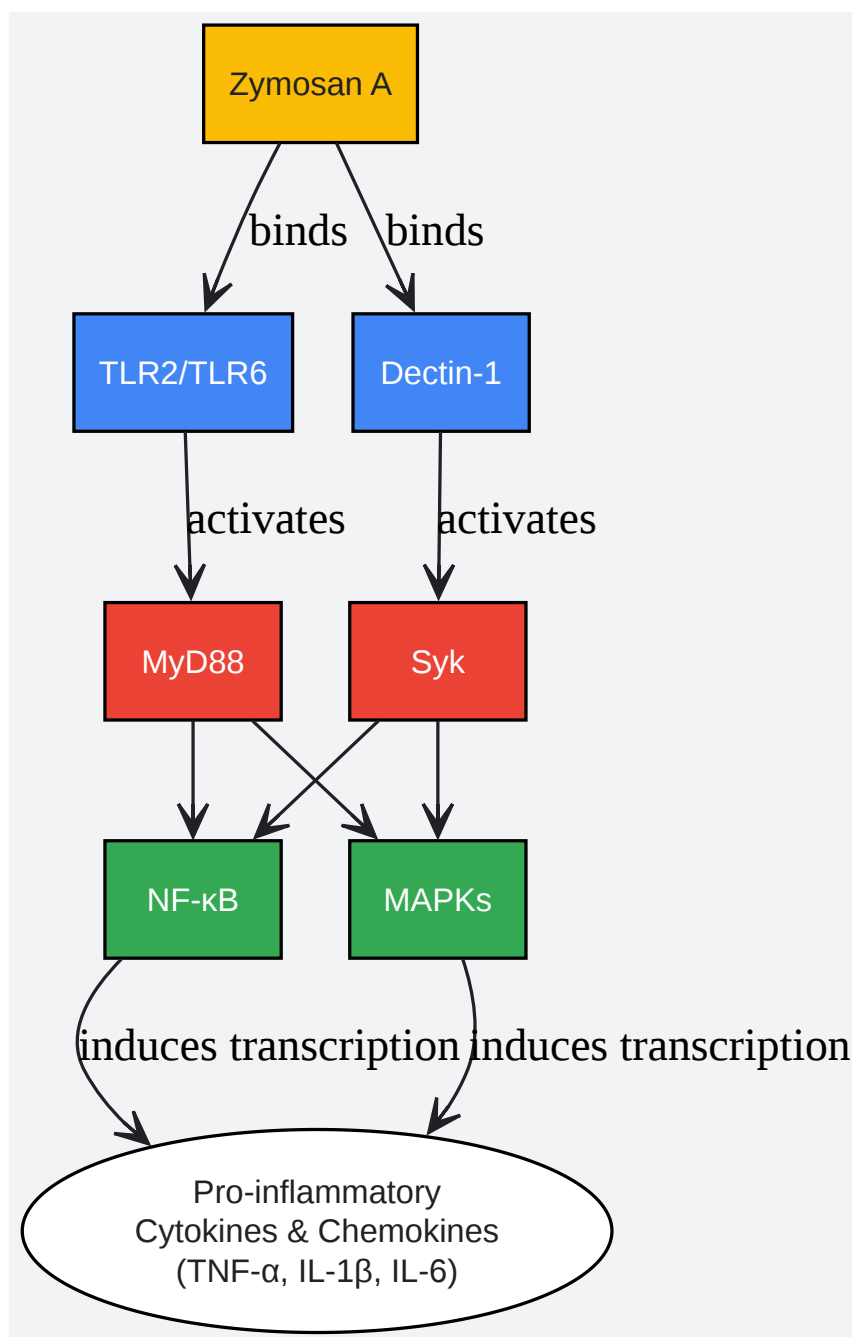 Zymosan A
binds binds
TLR2/TLR6 Dectin-1
activates activates
MyD88 Syk
NF-κB MAPKs
induces transcription induces transcription
Pro-inflammatory
Cytokines & Chemokines
(TNF-α, IL-1β, IL-6)